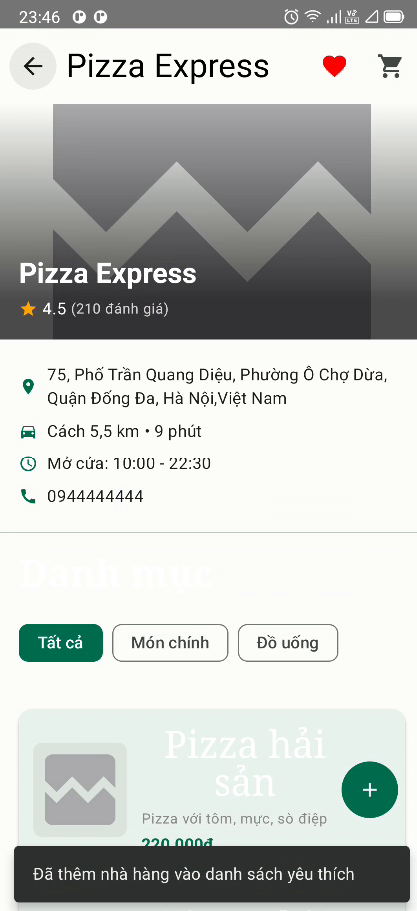 23:46
Vo LTE
Pizza Express
Pizza Express
4.5 (210 đánh giá)
75, Phố Trần Quang Diệu, Phường Ô Chợ Dừa,
Quận Đống Đa, Hà Nội,Việt Nam
Cách 5,5 km • 9 phút
Mở cửa: 10:00 - 22:30
0944444444
Danh mục
Tất cả
Món chính
Đồ uống
Pizza hải
sản
Pizza với tôm, mực, sò điệp
220.000đ
Đã thêm nhà hàng vào danh sách yêu thích